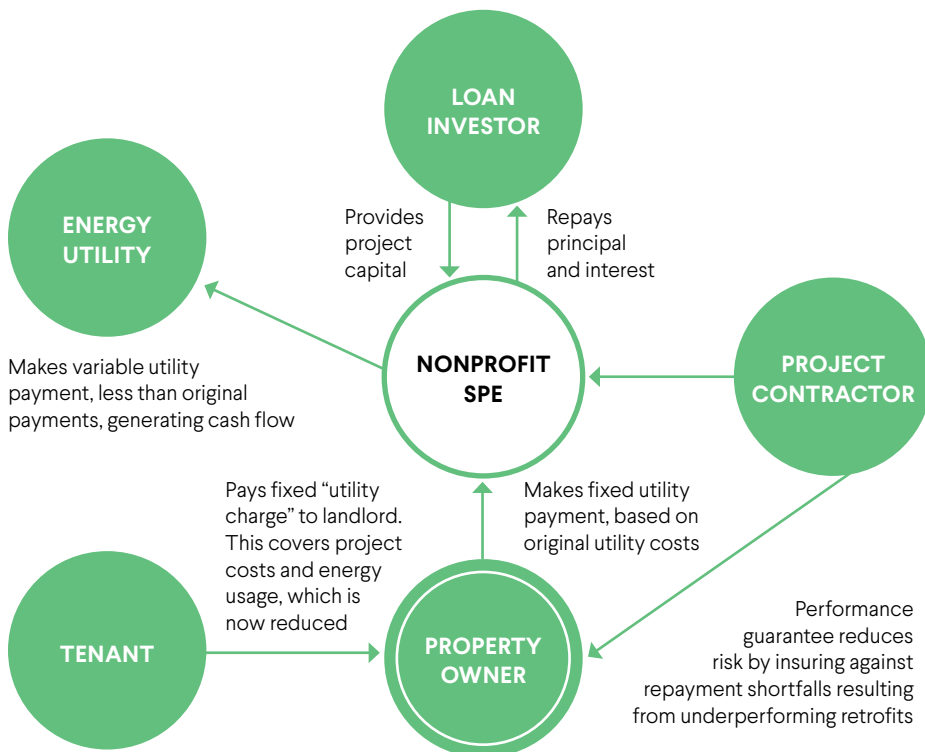 LOAN
INVESTOR
ENERGY
UTILITY
Provides
project
capital
Repays
principal
and interest
NONPROFIT
SPE
PROJECT
CONTRACTOR
Makes variable utility
payment, less than original
payments, generating cash flow
Pays fixed “utility
charge” to landlord.
This covers project
costs and energy
usage, which is
now reduced
Makes fixed utility
payment, based on
original utility costs
TENANT
PROPERTY
OWNER
Performance
guarantee reduces
risk by insuring against
repayment shortfalls resulting
from underperforming retrofits